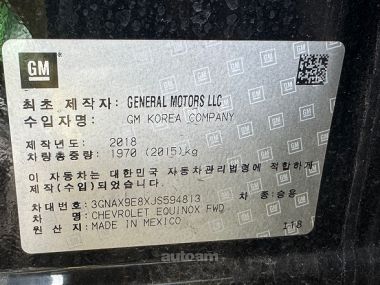 GM
최초 제작자: GENERAL MOTORS LLC
수입자명: GM KOREA COMPANY
제작년도: 2018
차량총중량: 1970 (2015)kg
이 자동차는 대한민국 자동차관리법령에 적합하게
제작(수입)되었습니다.
차대번호: 3GNAX9E8XJS594813
차명: CHEVROLET EQUINOX FWD 차 종: 승용
원산지: MADE IN MEXICO
I18
autoam